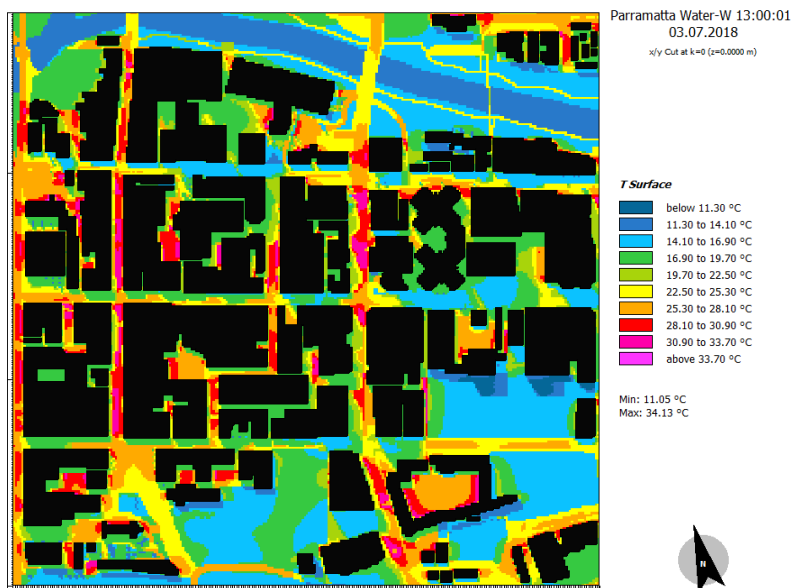 Parramatta Water-W 13:00:01
03.07.2018
x/y Cut at k=0 (z=0.0000 m)
T Surface
below 11.30 °C
11.30 to 14.10 °C
14.10 to 16.90 °C
16.90 to 19.70 °C
19.70 to 22.50 °C
22.50 to 25.30 °C
25.30 to 28.10 °C
28.10 to 30.90 °C
30.90 to 33.70 °C
above 33.70 °C
Min: 11.05 °C
Max: 34.13 °C
N